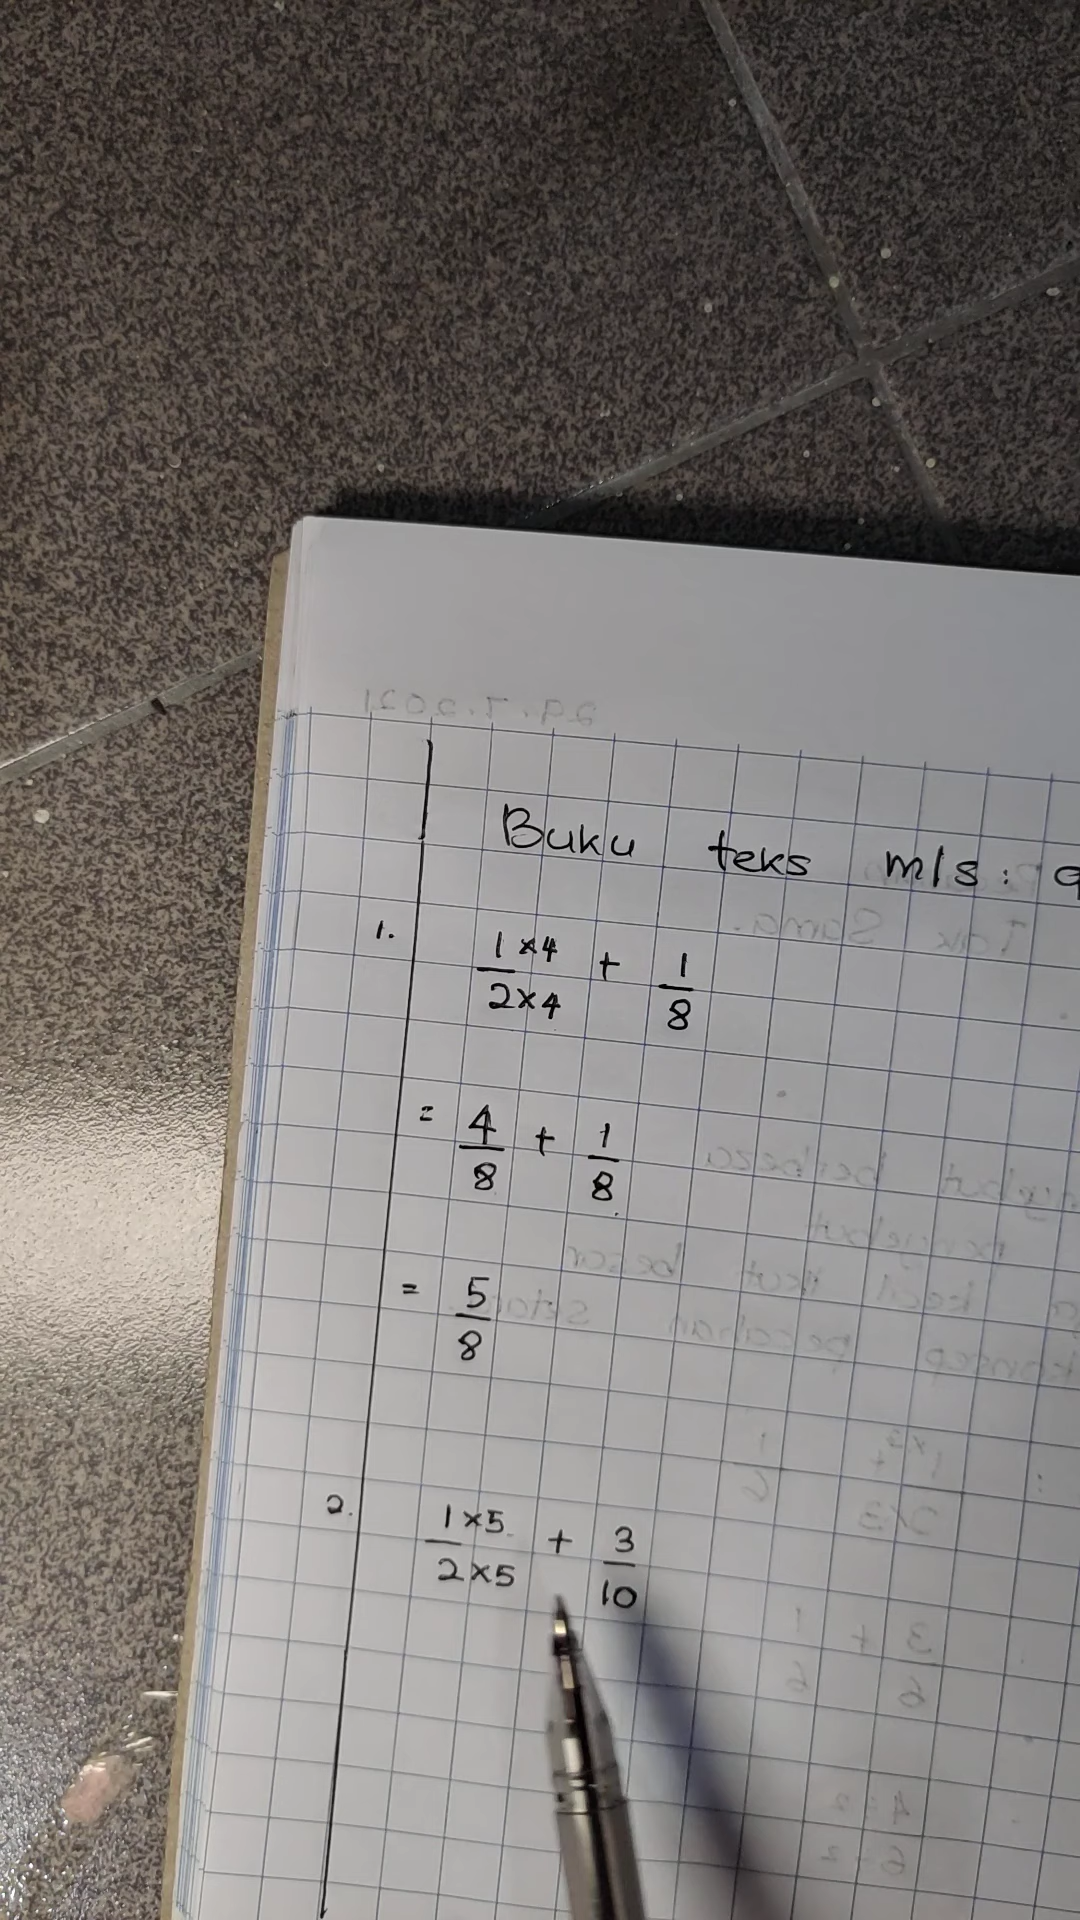 Buku teks m/s:
1.
1×4/2×4 + 1/8
= 4/8 + 1/8
= 5/8
2.
1×5/2×5 + 3/10